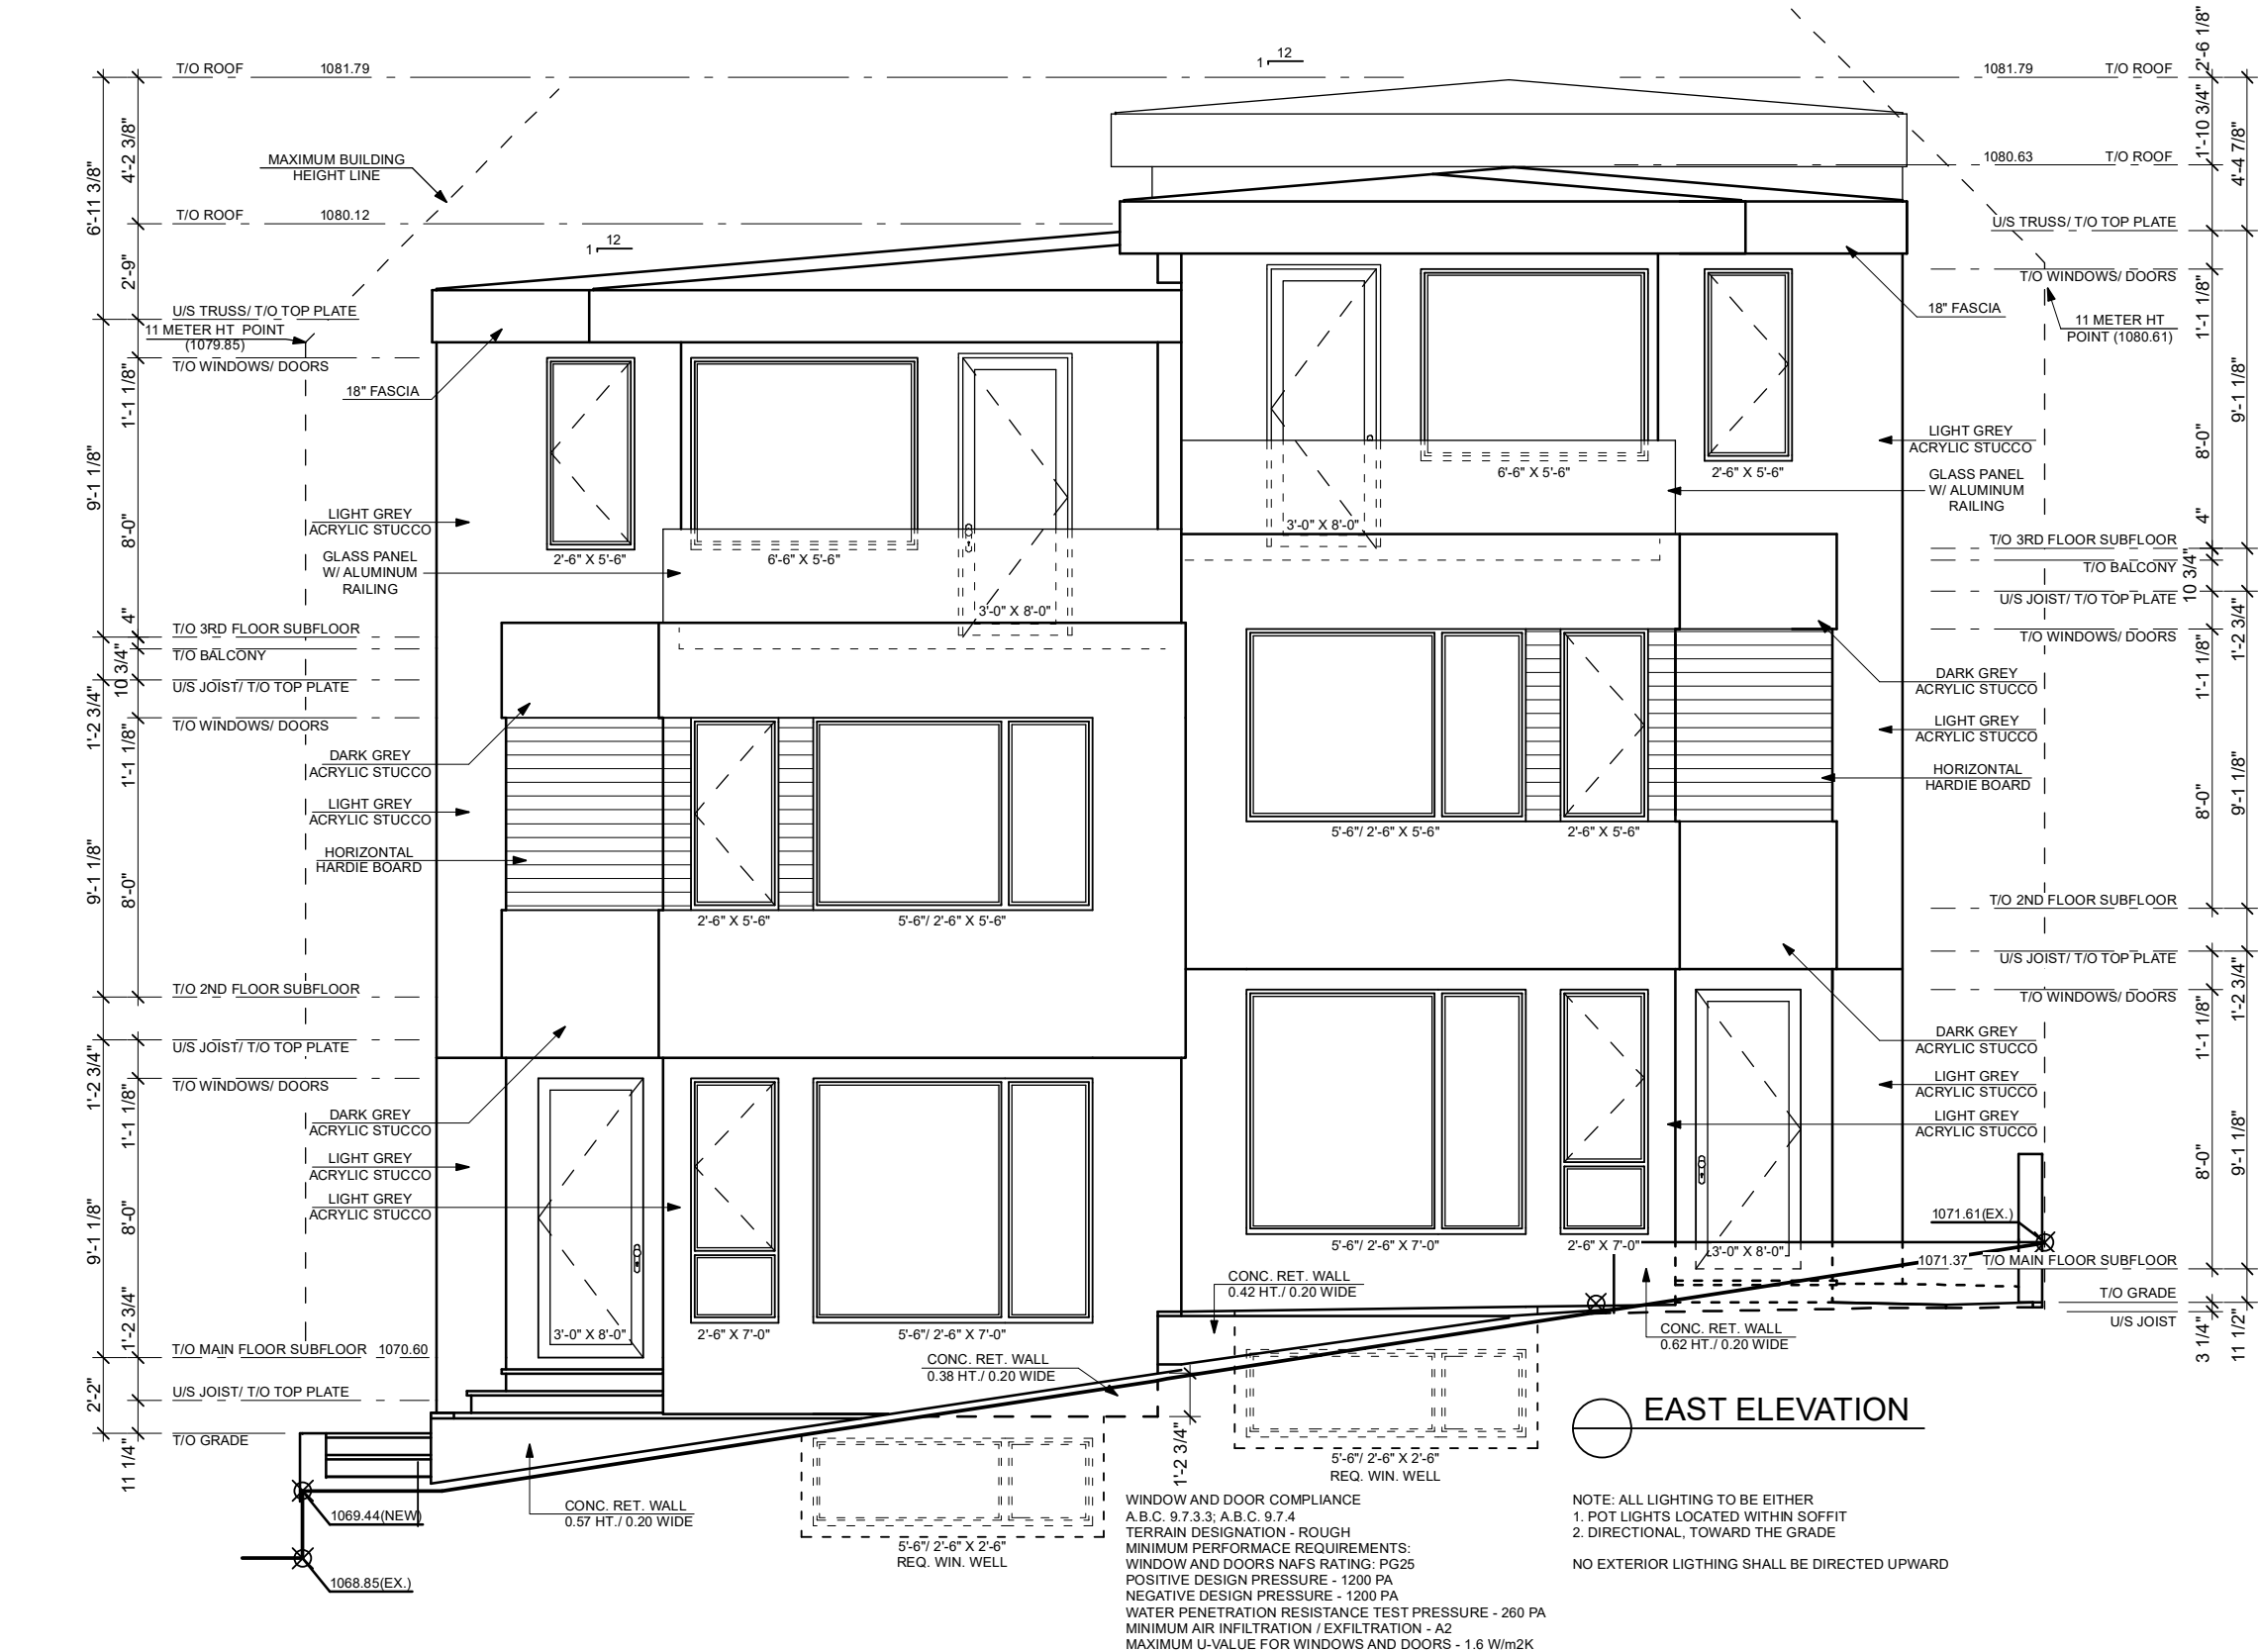 12
1
T/O ROOF 1081.79
1081.79 T/O ROOF
2'-6 1/8"
1'-10 3/4"
4'-4 7/8"
6'-11 3/8"
4'-2 3/8"
MAXIMUM BUILDING
HEIGHT LINE
1080.63 T/O ROOF
T/O ROOF 1080.12
U/S TRUSS/ T/O TOP PLATE
12
1
2'-9"
T/O WINDOWS/ DOORS
U/S TRUSS/ T/O TOP PLATE
11 METER HT POINT
(1079.85)
T/O WINDOWS/ DOORS
18" FASCIA
11 METER HT
POINT (1080.61)
1'-1 1/8"
18" FASCIA
1'-1 1/8"
9'-1 1/8"
9'-1 1/8"
8'-0"
LIGHT GREY
ACRYLIC STUCCO
8'-0"
6'-6" X 5'-6"
2'-6" X 5'-6"
GLASS PANEL
W/ ALUMINUM
RAILING
LIGHT GREY
ACRYLIC STUCCO
3'-0" X 8'-0"
4"
T/O 3RD FLOOR SUBFLOOR
GLASS PANEL
W/ ALUMINUM
RAILING
2'-6" X 5'-6"
6'-6" X 5'-6"
T/O BALCONY
10 3/4"
3'-0" X 8'-0"
U/S JOIST/ T/O TOP PLATE
4"
T/O 3RD FLOOR SUBFLOOR
T/O WINDOWS/ DOORS
1'-2 3/4"
T/O BALCONY
10 3/4"
1'-1 1/8"
U/S JOIST/ T/O TOP PLATE
DARK GREY
ACRYLIC STUCCO
1'-2 3/4"
T/O WINDOWS/ DOORS
LIGHT GREY
ACRYLIC STUCCO
1'-1 1/8"
DARK GREY
ACRYLIC STUCCO
HORIZONTAL
HARDIE BOARD
9'-1 1/8"
8'-0"
LIGHT GREY
ACRYLIC STUCCO
5'-6"/ 2'-6" X 5'-6"
2'-6" X 5'-6"
HORIZONTAL
HARDIE BOARD
9'-1 1/8"
8'-0"
2'-6" X 5'-6"
5'-6"/ 2'-6" X 5'-6"
T/O 2ND FLOOR SUBFLOOR
U/S JOIST/ T/O TOP PLATE
1'-2 3/4"
T/O 2ND FLOOR SUBFLOOR
T/O WINDOWS/ DOORS
1'-1 1/8"
U/S JOIST/ T/O TOP PLATE
DARK GREY
ACRYLIC STUCCO
1'-2 3/4"
T/O WINDOWS/ DOORS
LIGHT GREY
ACRYLIC STUCCO
1'-1 1/8"
DARK GREY
ACRYLIC STUCCO
LIGHT GREY
ACRYLIC STUCCO
9'-1 1/8"
8'-0"
LIGHT GREY
ACRYLIC STUCCO
LIGHT GREY
ACRYLIC STUCCO
9'-1 1/8"
8'-0"
1071.61(EX.)
5'-6"/ 2'-6" X 7'-0"
2'-6" X 7'-0"
3'-0" X 8'-0"
1071.37 T/O MAIN FLOOR SUBFLOOR
CONC. RET. WALL
0.42 HT./ 0.20 WIDE
T/O GRADE
U/S JOIST
3 1/4"
11 1/2"
1'-2 3/4"
3'-0" X 8'-0"
2'-6" X 7'-0"
5'-6"/ 2'-6" X 7'-0"
CONC. RET. WALL
0.62 HT./ 0.20 WIDE
T/O MAIN FLOOR SUBFLOOR 1070.60
CONC. RET. WALL
0.38 HT./ 0.20 WIDE
2'-2"
U/S JOIST/ T/O TOP PLATE
EAST ELEVATION
T/O GRADE
11 1/4"
1'-2 3/4"
5'-6"/ 2'-6" X 2'-6"
REQ. WIN. WELL
1069.44(NEW)
CONC. RET. WALL
0.57 HT./ 0.20 WIDE
5'-6"/ 2'-6" X 2'-6"
REQ. WIN. WELL
1068.85(EX.)
WINDOW AND DOOR COMPLIANCE
A.B.C. 9.7.3.3; A.B.C. 9.7.4
TERRAIN DESIGNATION - ROUGH
MINIMUM PERFORMACE REQUIREMENTS:
WINDOW AND DOORS NAFS RATING: PG25
POSITIVE DESIGN PRESSURE - 1200 PA
NEGATIVE DESIGN PRESSURE - 1200 PA
WATER PENETRATION RESISTANCE TEST PRESSURE - 260 PA
MINIMUM AIR INFILTRATION / EXFILTRATION - A2
MAXIMUM U-VALUE FOR WINDOWS AND DOORS - 1.6 W/m2K
NOTE: ALL LIGHTING TO BE EITHER
1. POT LIGHTS LOCATED WITHIN SOFFIT
2. DIRECTIONAL, TOWARD THE GRADE
NO EXTERIOR LIGTHING SHALL BE DIRECTED UPWARD